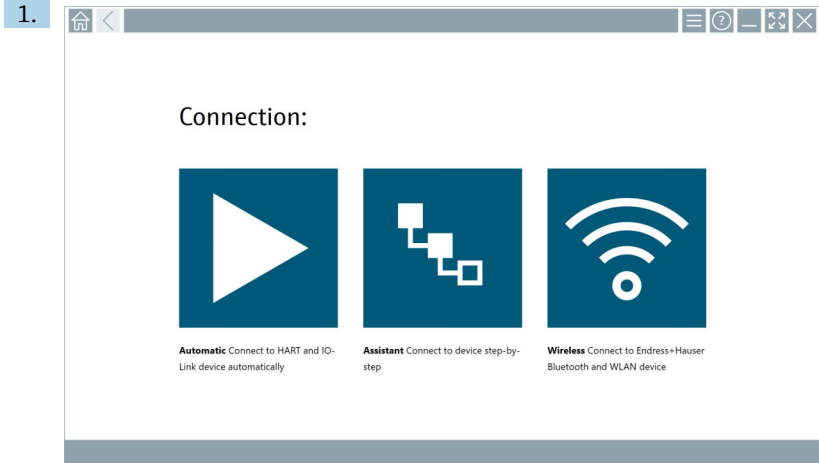 1.
?
Connection:
Automatic Connect to HART and IO-
Link device automatically
Assistant Connect to device step-by-
step
Wireless Connect to Endress+Hauser
Bluetooth and WLAN device